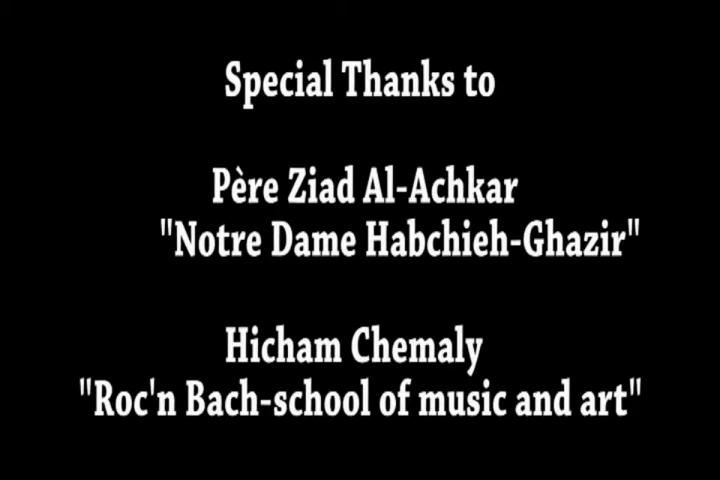 Special Thanks to
Père Ziad Al-Achkar
"Notre Dame Habchieh-Ghazir"
Hicham Chemaly
"Roc'n Bach-school of music and art"